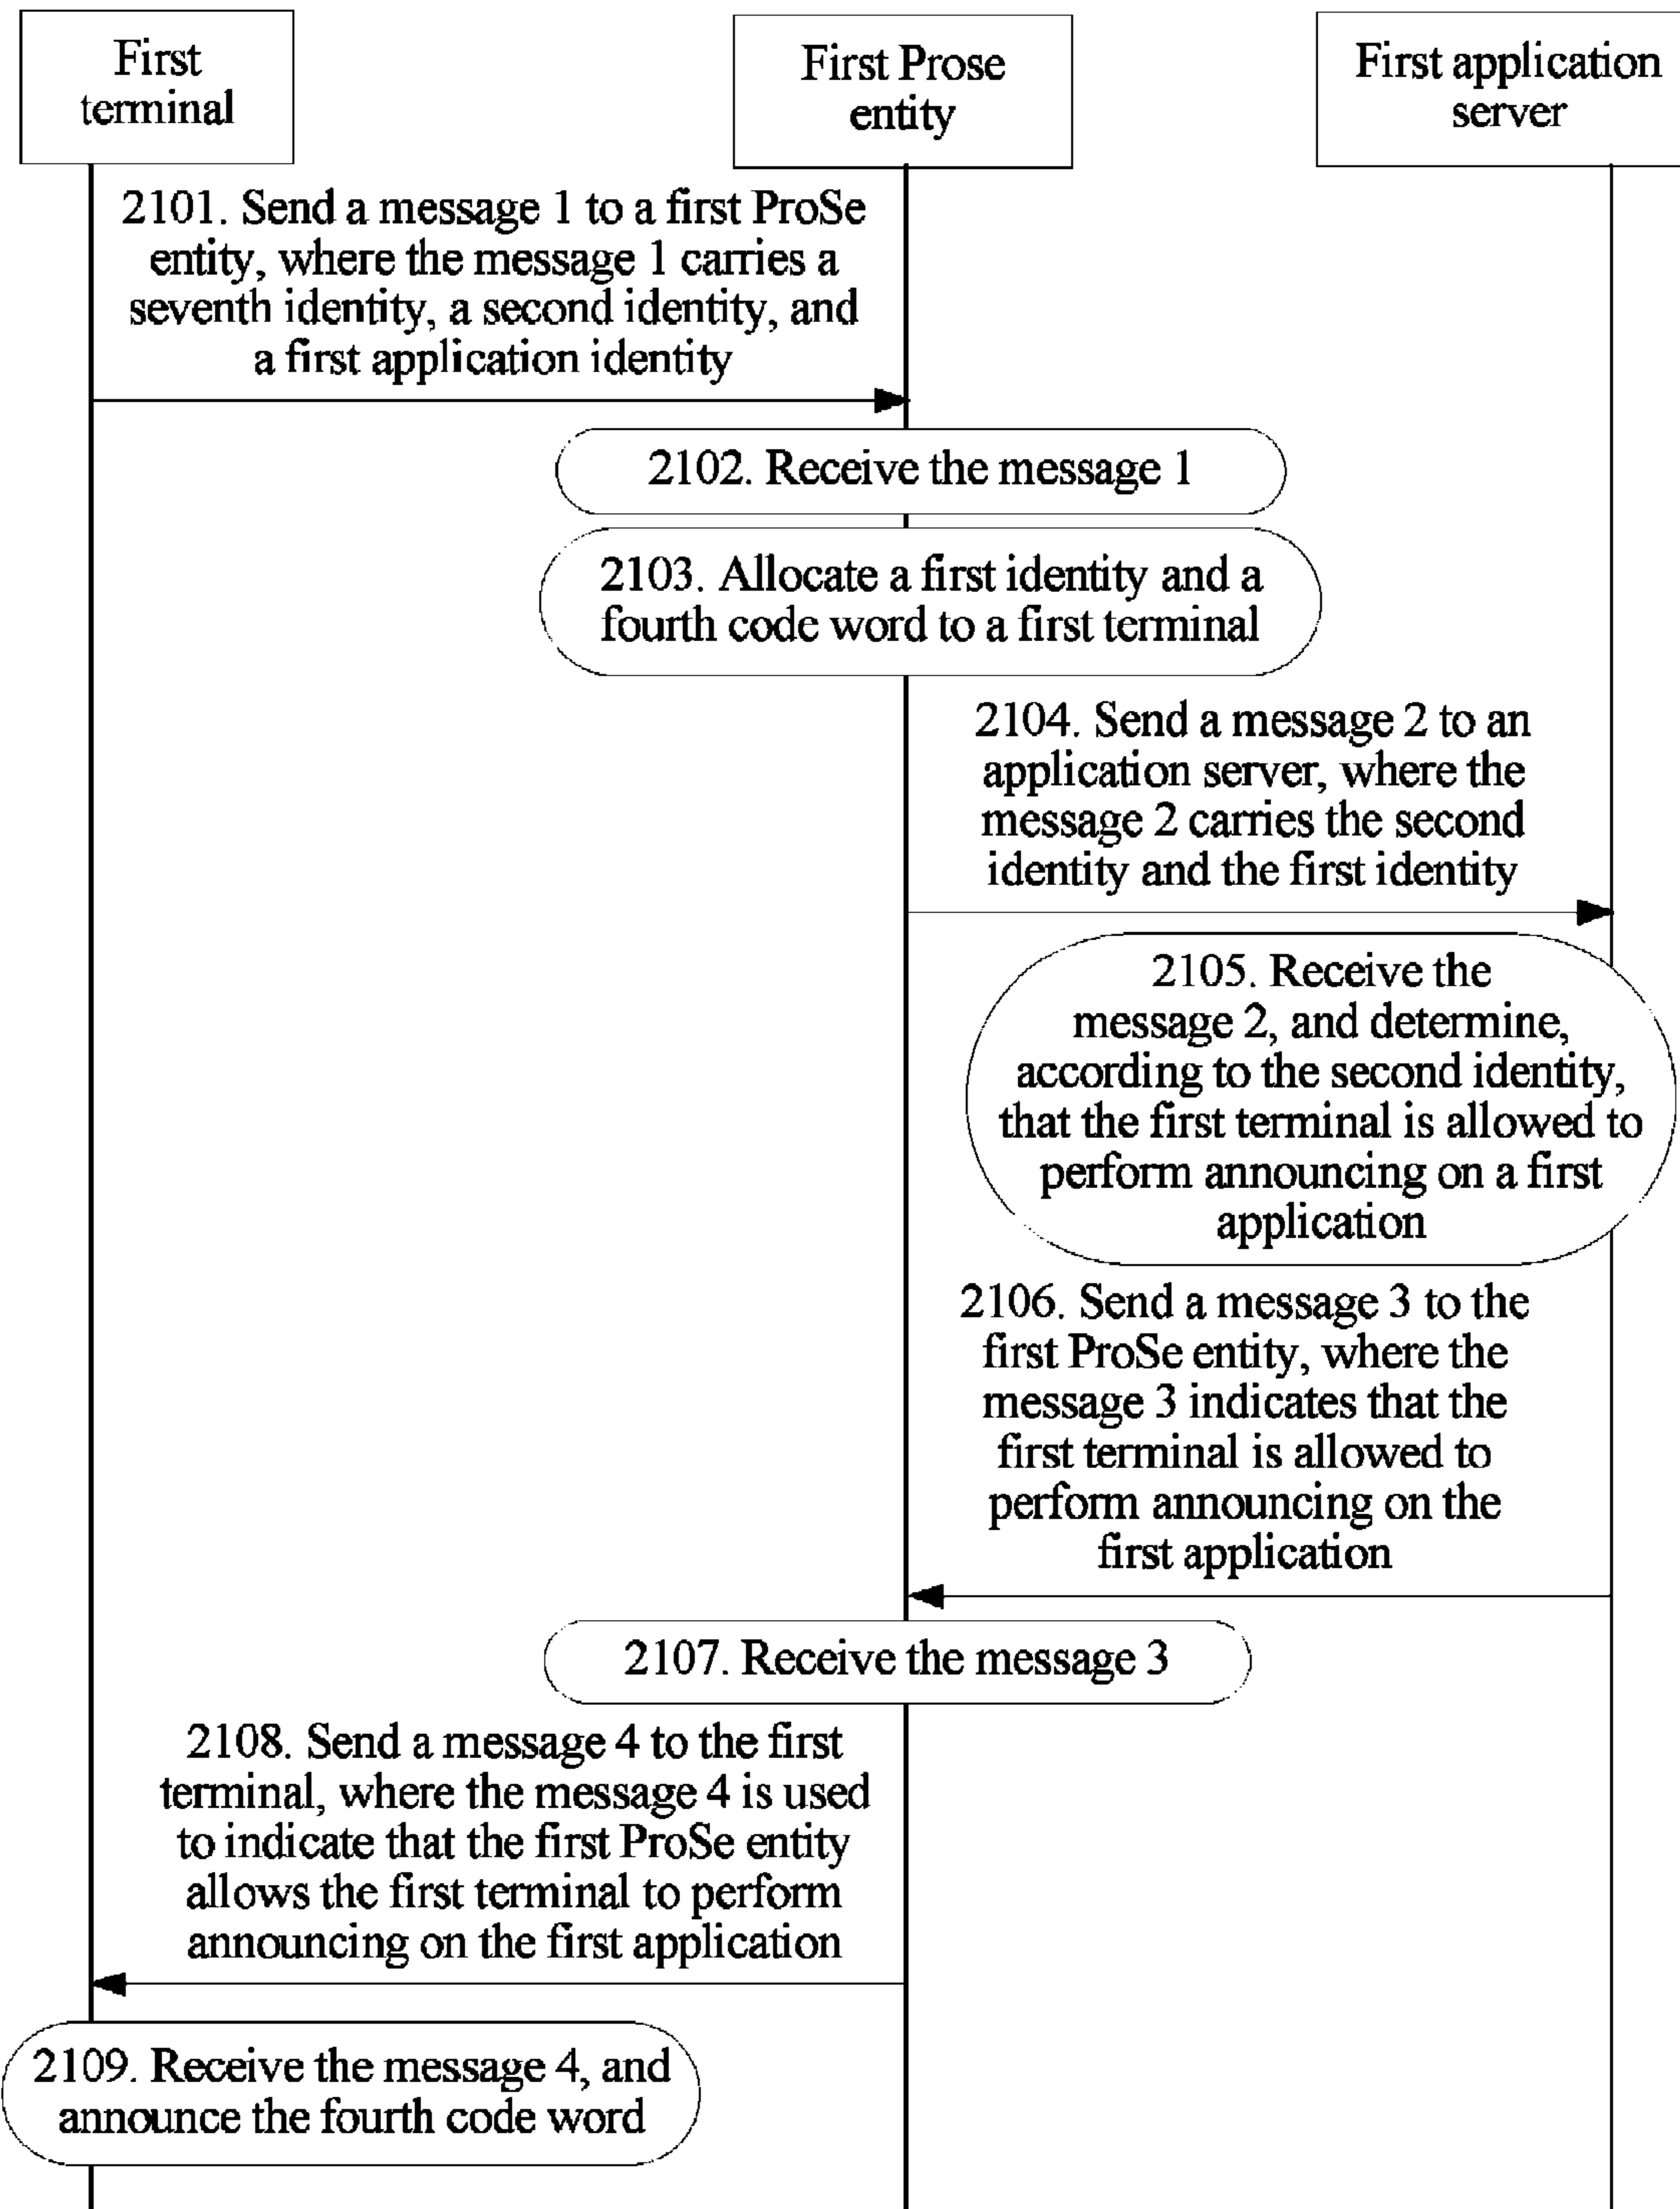 First
terminal
First Prose
entity
First application
server
2101. Send a message 1 to a first ProSe
entity, where the message 1 carries a
seventh identity, a second identity, and
a first application identity
2102. Receive the message 1
2103. Allocate a first identity and a
fourth code word to a first terminal
2104. Send a message 2 to an
application server, where the
message 2 carries the second
identity and the first identity
2105. Receive the
message 2, and determine,
according to the second identity,
that the first terminal is allowed to
perform announcing on a first
application
2106. Send a message 3 to the
first ProSe entity, where the
message 3 indicates that the
first terminal is allowed to
perform announcing on the
first application
2107. Receive the message 3
2108. Send a message 4 to the first
terminal, where the message 4 is used
to indicate that the first ProSe entity
allows the first terminal to perform
announcing on the first application
2109. Receive the message 4, and
announce the fourth code word